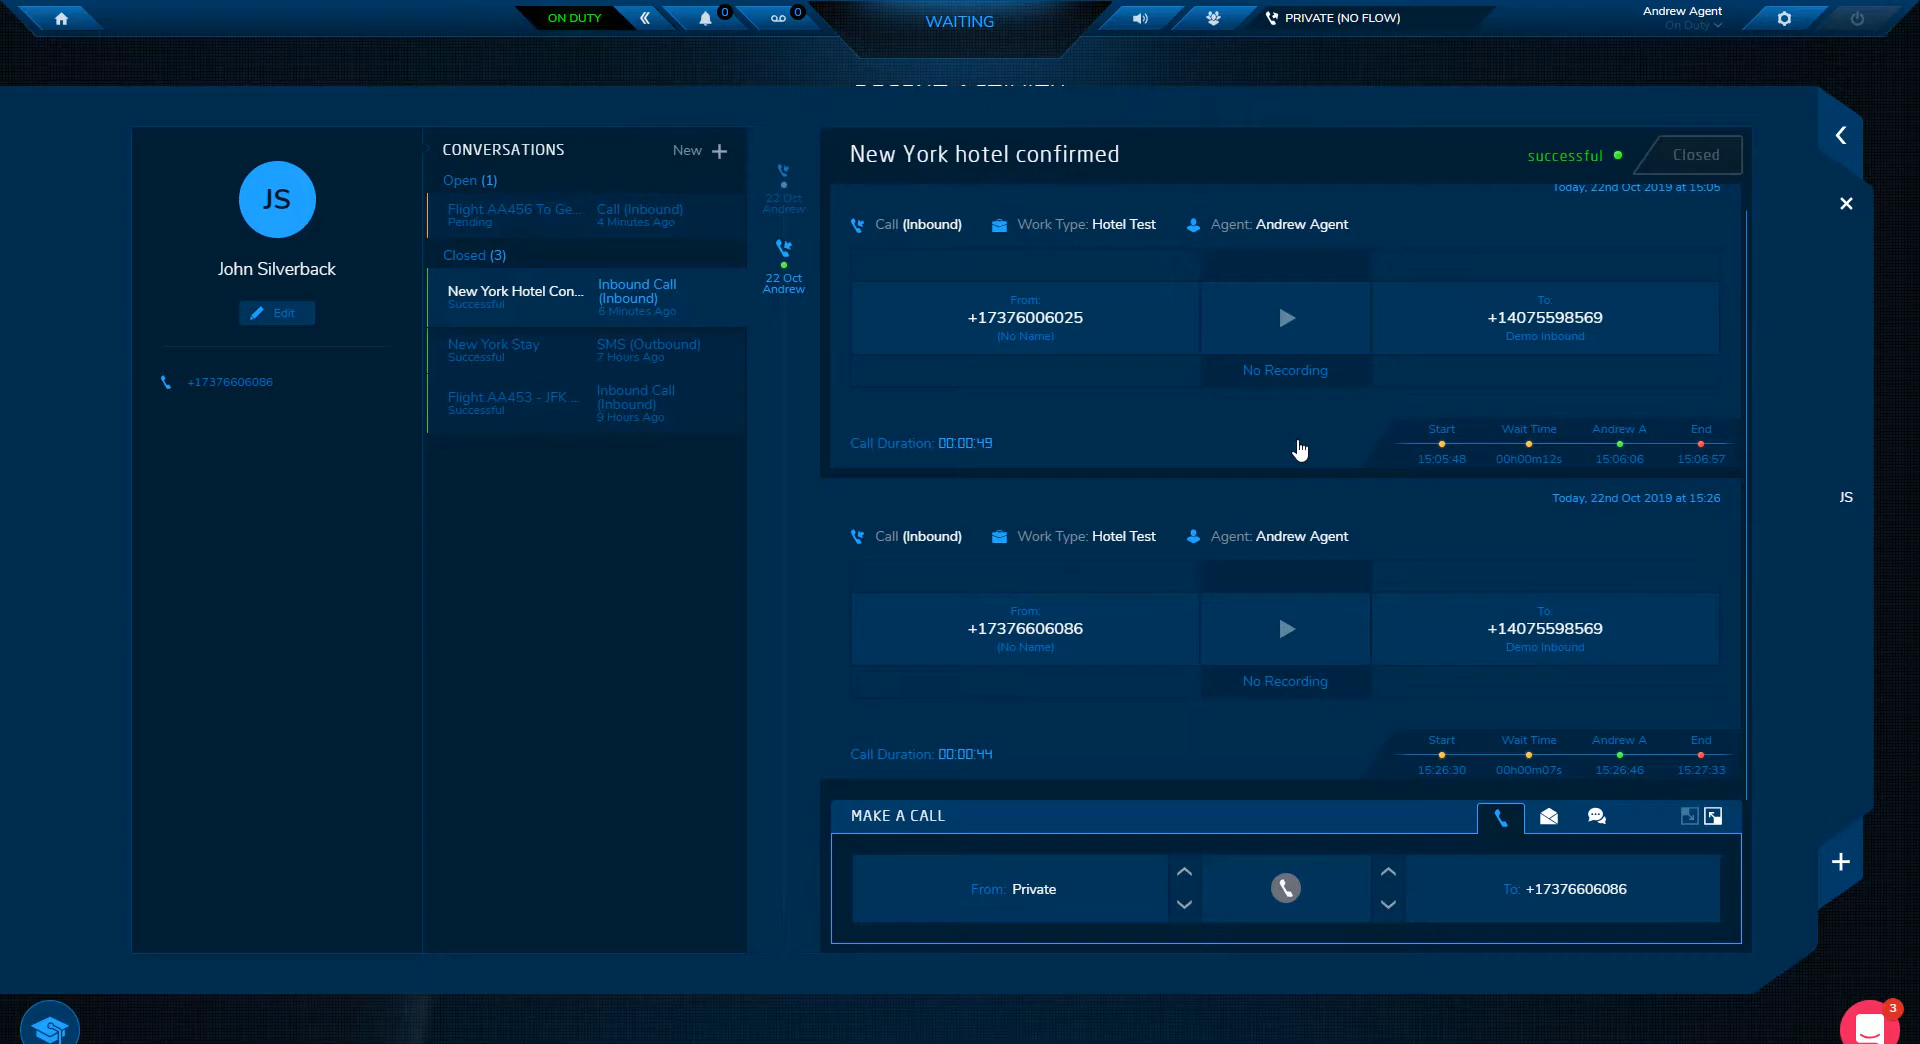 ON DUTY
0
0
WAITING
PRIVATE (NO FLOW)
Andrew Agent
On Duty
JS
John Silverback
Edit
+17376606086
CONVERSATIONS
New
Open (1)
Flight AA456 To Ge...
Call (Inbound)
Pending
4 Minutes Ago
Closed (3)
New York Hotel Con...
Inbound Call
(Inbound)
Successful
6 Minutes Ago
New York Stay
SMS (Outbound)
Successful
7 Hours Ago
Flight AA453 - JFK ...
Inbound Call
(Inbound)
Successful
9 Hours Ago
22 Oct
Andrew
22 Oct
Andrew
New York hotel confirmed
successful
Closed
Today, 22nd Oct 2019 at 15:05
Call (Inbound)
Work Type: Hotel Test
Agent: Andrew Agent
From:
+17376006025
(No Name)
To:
+14075598569
Demo Inbound
No Recording
Call Duration: 00:00:49
Start
Wait Time
Andrew A
End
15:05:48
00h00m12s
15:06:06
15:06:57
Today, 22nd Oct 2019 at 15:26
Call (Inbound)
Work Type: Hotel Test
Agent: Andrew Agent
From:
+17376606086
(No Name)
To:
+14075598569
Demo Inbound
No Recording
Call Duration: 00:00:44
Start
Wait Time
Andrew A
End
15:26:30
00h00m07s
15:26:46
15:27:33
MAKE A CALL
From: Private
To: +17376606086
JS
3